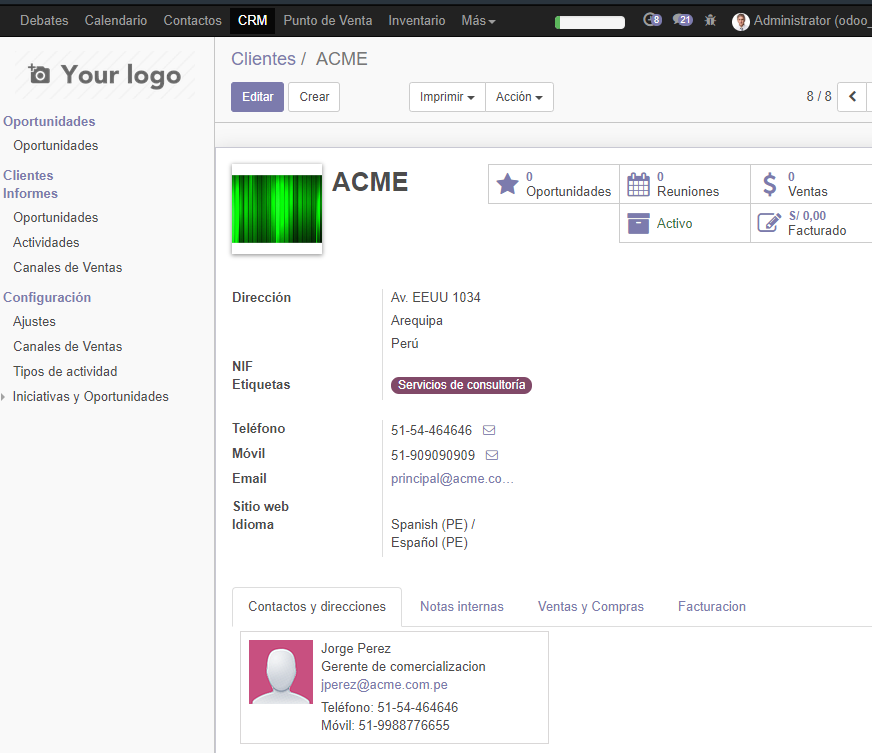 Debates Calendario Contactos CRM Punto de Venta Inventario Más 8 21 Administrator (odoo_
Your logo
Clientes / ACME
Editar Crear Imprimir Acción 8 / 8
Oportunidades
Oportunidades
Clientes
Informes
Oportunidades
Actividades
Canales de Ventas
Configuración
Ajustes
Canales de Ventas
Tipos de actividad
Iniciativas y Oportunidades
ACME
0 Oportunidades
0 Reuniones
0 Ventas
Activo
S/ 0,00 Facturado
Dirección Av. EEUU 1034
Arequipa
Perú
NIF
Etiquetas Servicios de consultoría
Teléfono 51-54-464646
Móvil 51-909090909
Email principal@acme.co...
Sitio web
Idioma Spanish (PE) /
Español (PE)
Contactos y direcciones Notas internas Ventas y Compras Facturacion
Jorge Perez
Gerente de comercializacion
jperez@acme.com.pe
Teléfono: 51-54-464646
Móvil: 51-9988776655